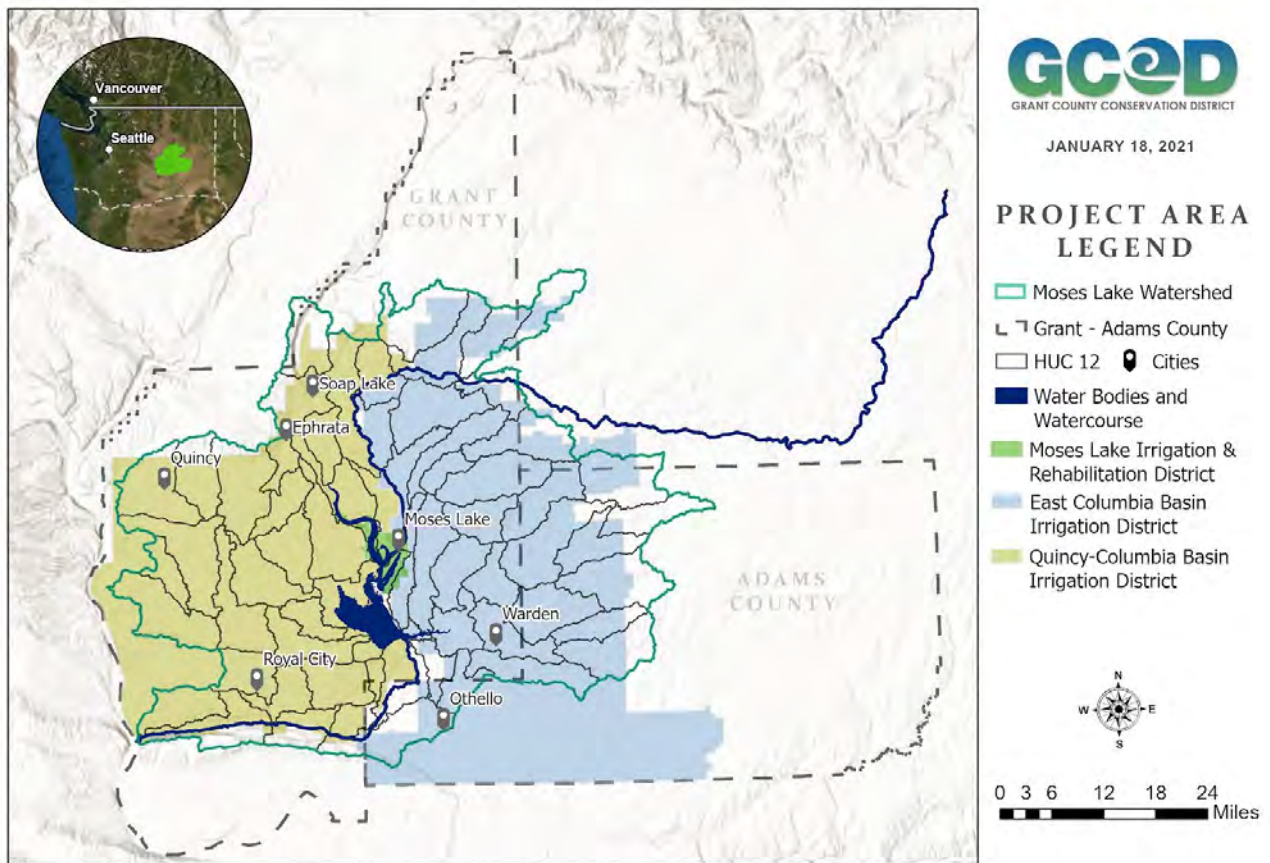 Vancouver
Seattle
GRANT
COUNTY
Soap Lake
Ephrata
Quincy
Moses Lake
ADAMS
COUNTY
Warden
Royal City
Othello
GCD
GRANT COUNTY CONSERVATION DISTRICT
JANUARY 18, 2021
PROJECT AREA
LEGEND
Moses Lake Watershed
Grant - Adams County
HUC 12 Cities
Water Bodies and
Watercourse
Moses Lake Irrigation &
Rehabilitation District
East Columbia Basin
Irrigation District
Quincy-Columbia Basin
Irrigation District
N
W E
S
0 3 6 12 18 24
Miles